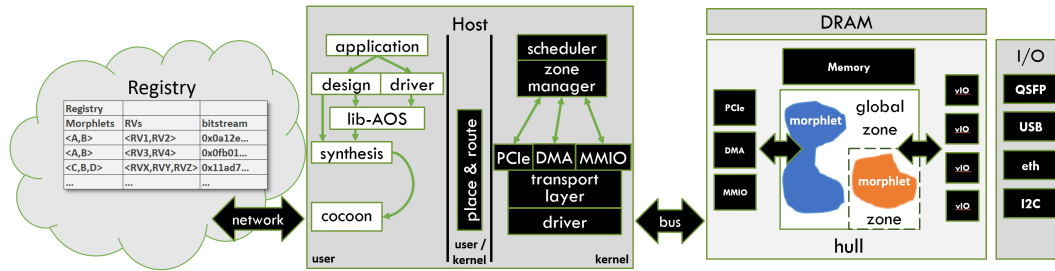 Registry
Registry
Morphlets RVs bitstream
<A,B> <RV1,RV2> 0x0a12e...
<A,B> <RV3,RV4> 0x0fb01...
<C,B,D> <RVX,RVY,RVZ> 0x11ad7...
... ... ...
network
Host
application
design driver
lib-AOS
synthesis
cocoon
user
place & route
user /
kernel
scheduler
zone
manager
PCIe DMA MMIO
transport
layer
driver
kernel
bus
DRAM
Memory
PCIe
DMA
MMIO
morphlet
global
zone
morphlet
zone
hull
vIO
vIO
vIO
vIO
I/O
QSFP
USB
eth
I2C